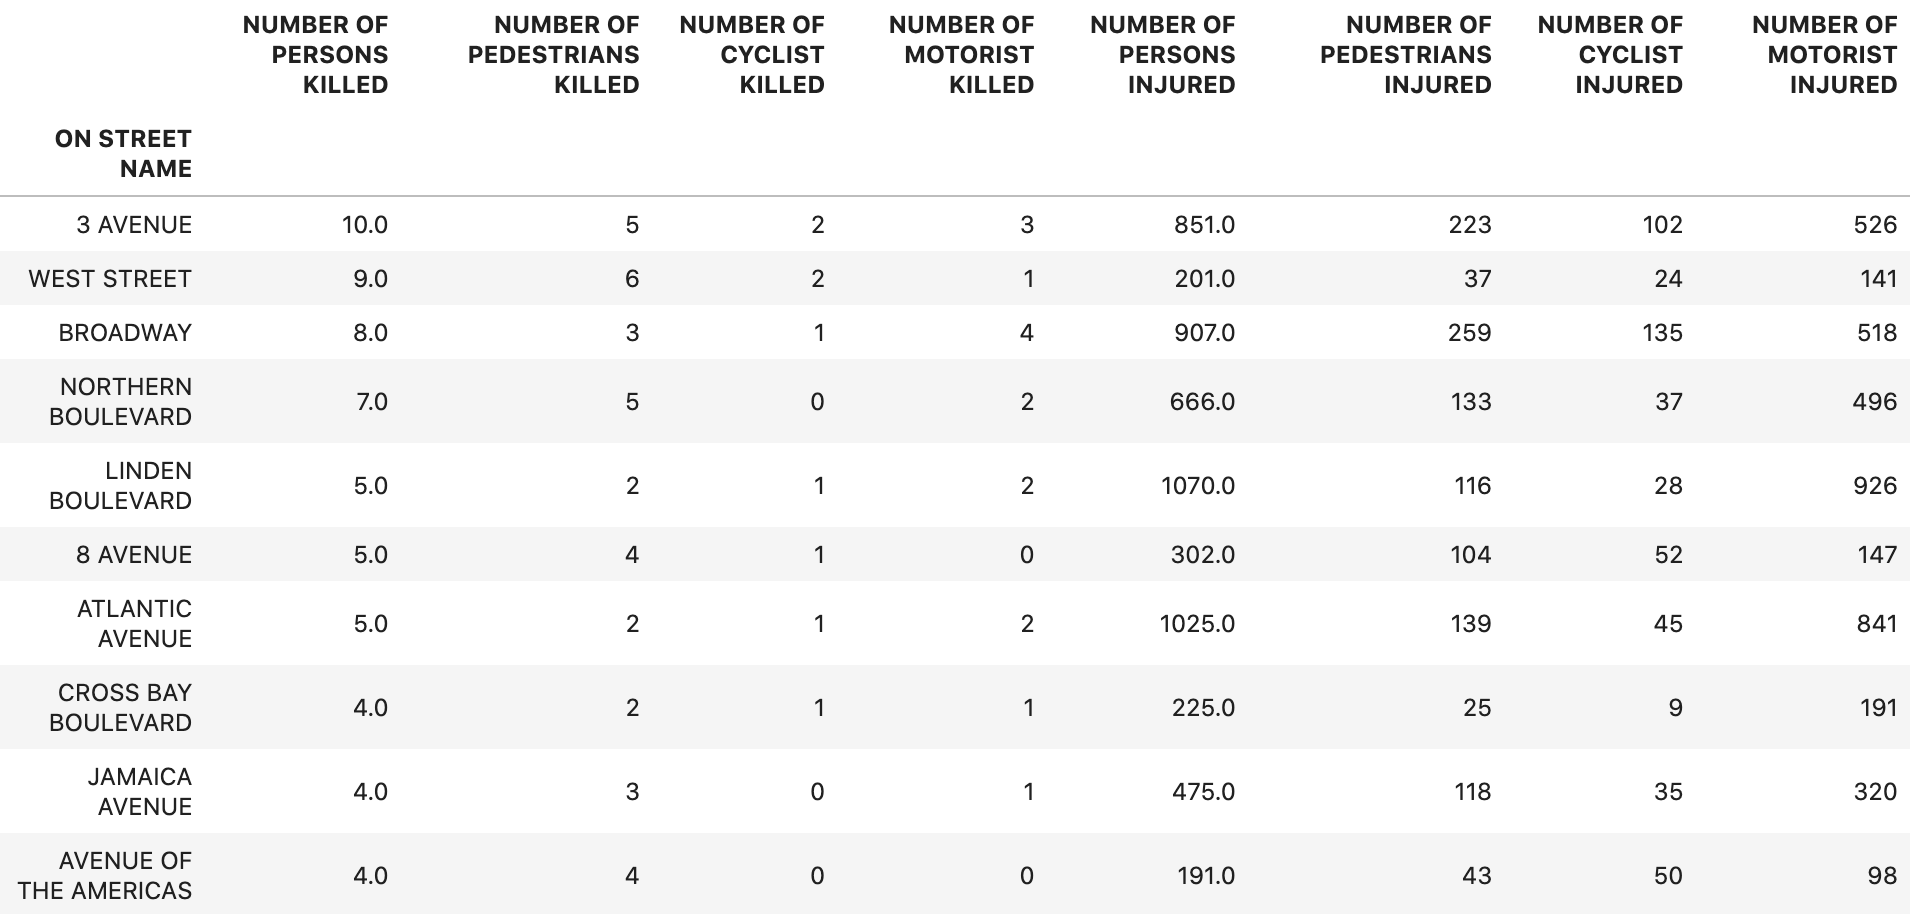 NUMBER OF PERSONS KILLED NUMBER OF PEDESTRIANS KILLED NUMBER OF CYCLIST KILLED NUMBER OF MOTORIST KILLED NUMBER OF PERSONS INJURED NUMBER OF PEDESTRIANS INJURED NUMBER OF CYCLIST INJURED NUMBER OF MOTORIST INJURED
ON STREET NAME
3 AVENUE 10.0 5 2 3 851.0 223 102 526
WEST STREET 9.0 6 2 1 201.0 37 24 141
BROADWAY 8.0 3 1 4 907.0 259 135 518
NORTHERN BOULEVARD 7.0 5 0 2 666.0 133 37 496
LINDEN BOULEVARD 5.0 2 1 2 1070.0 116 28 926
8 AVENUE 5.0 4 1 0 302.0 104 52 147
ATLANTIC AVENUE 5.0 2 1 2 1025.0 139 45 841
CROSS BAY BOULEVARD 4.0 2 1 1 225.0 25 9 191
JAMAICA AVENUE 4.0 3 0 1 475.0 118 35 320
AVENUE OF THE AMERICAS 4.0 4 0 0 191.0 43 50 98